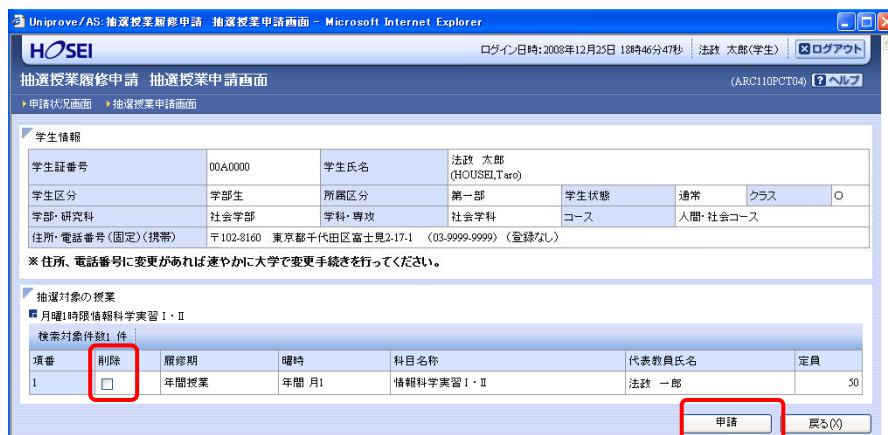 Uniprove/AS:抽選授業履修申請 抽選授業申請画面 - Microsoft Internet Explorer
HOSEI ログイン日時:2008年12月25日 18時46分47秒 法政 太郎(学生) ログアウト
抽選授業履修申請 抽選授業申請画面 (ARC110PCT04) ? ヘルプ
申請状況画面 抽選授業申請画面
学生情報
学生証番号 00A0000 学生氏名 法政 太郎
(HOUSEI,Taro)
学生区分 学部生 所属区分 第一部 学生状態 通常 クラス O
学部・研究科 社会学部 学科・専攻 社会学科 コース 人間・社会コース
住所・電話番号(固定)(携帯) 〒102-8160 東京都千代田区富士見2-17-1 (03-9999-9999) (登録なし)
※住所、電話番号に変更があれば速やかに大学で変更手続きを行ってください。
抽選対象の授業
月曜1時限情報科学実習Ⅰ・Ⅱ
検索対象件数1 件
項番 削除 履修期 曜時 科目名称 代表教員氏名 定員
1 年間授業 年間 月1 情報科学実習Ⅰ・Ⅱ 法政 一郎 50
申請 戻る(X)